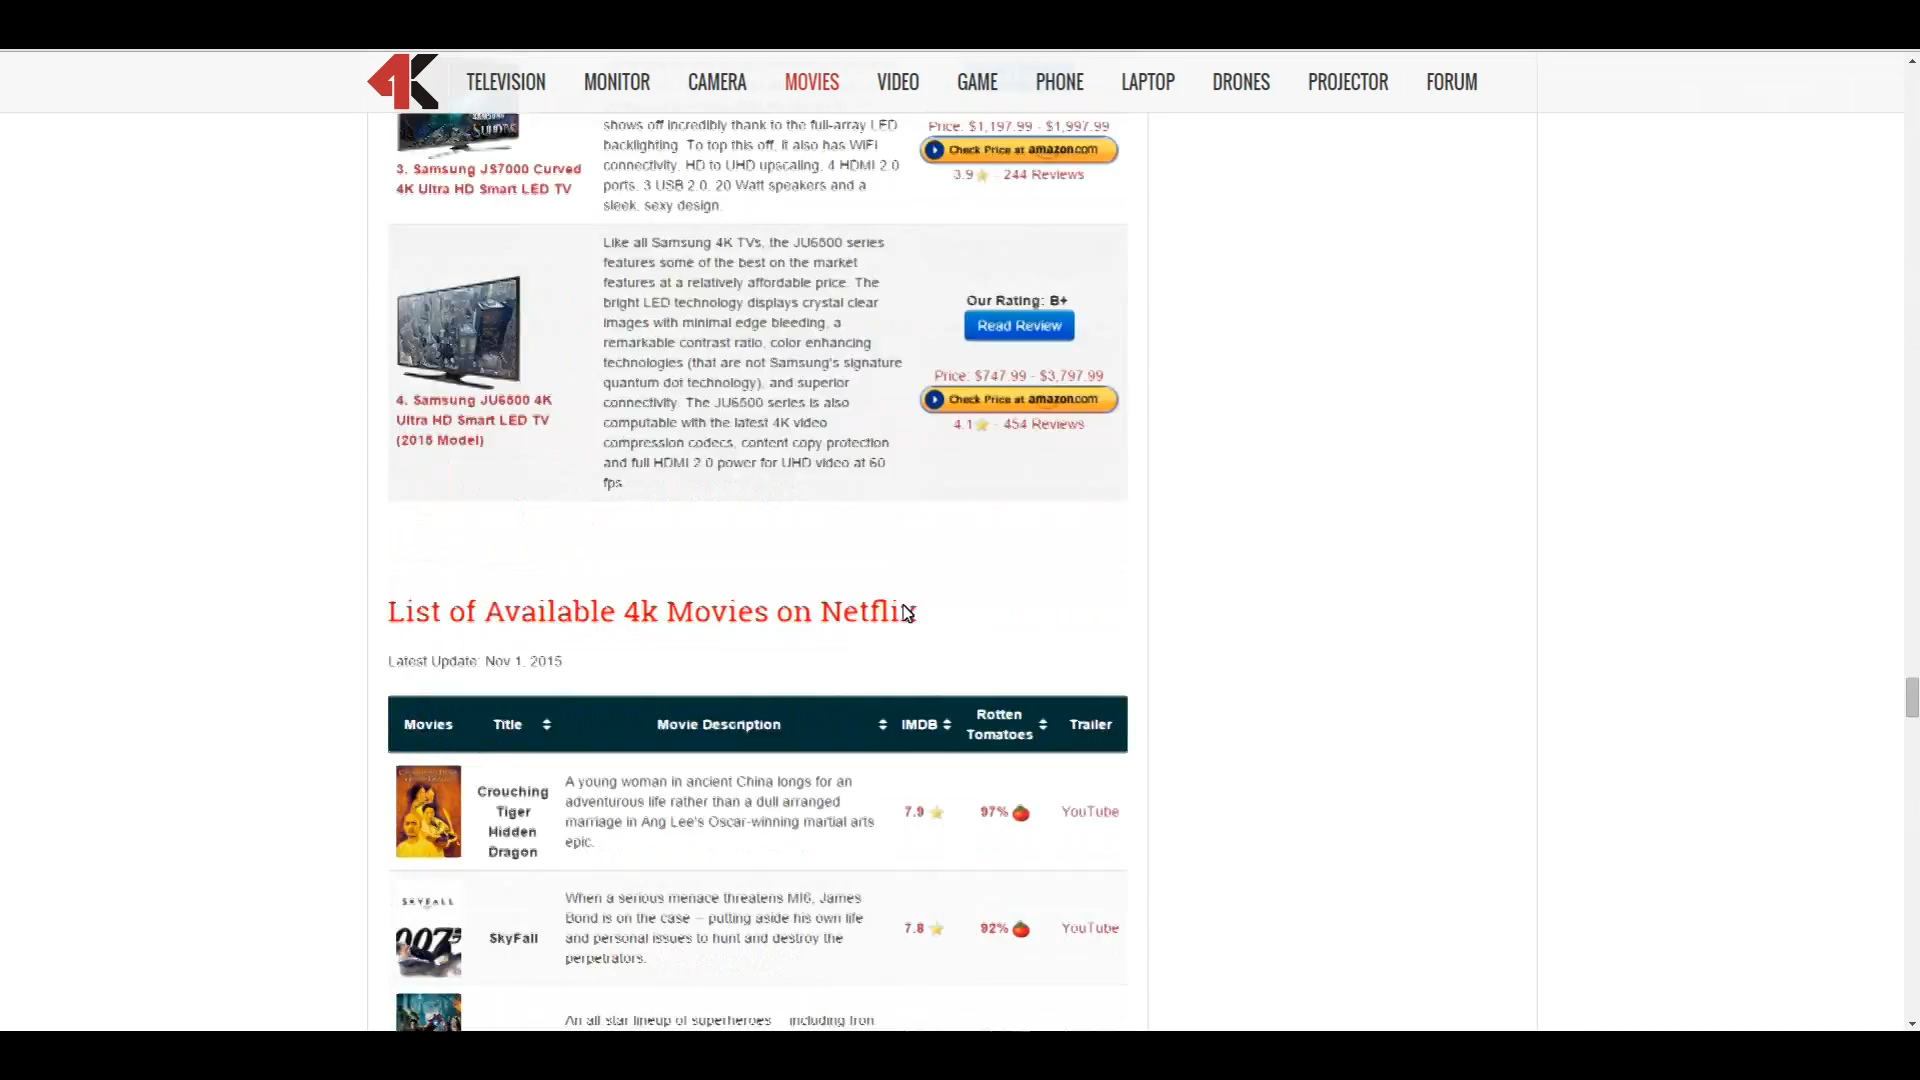 4K
TELEVISION MONITOR CAMERA MOVIES VIDEO GAME PHONE LAPTOP DRONES PROJECTOR FORUM
3. Samsung JS7000 Curved
4K Ultra HD Smart LED TV
shows off incredibly thank to the full-array LED
backlighting. To top this off, it also has WiFi
connectivity, HD to UHD upscaling, 4 HDMI 2.0
ports, 3 USB 2.0, 20 Watt speakers and a
sleek, sexy design.
Price: $1,197.99 - $1,997.99
Check Price at amazon.com
3.9 - 244 Reviews
4. Samsung JU6500 4K
Ultra HD Smart LED TV
(2015 Model)
Like all Samsung 4K TVs, the JU6500 series
features some of the best on the market
features at a relatively affordable price. The
bright LED technology displays crystal clear
images with minimal edge bleeding, a
remarkable contrast ratio, color enhancing
technologies (that are not Samsung's signature
quantum dot technology), and superior
connectivity. The JU6500 series is also
computable with the latest 4K video
compression codecs, content copy protection
and full HDMI 2.0 power for UHD video at 60
fps.
Our Rating: B+
Read Review
Price: $747.99 - $3,797.99
Check Price at amazon.com
4.1 - 454 Reviews
List of Available 4k Movies on Netflix
Latest Update: Nov 1, 2015
Movies Title Movie Description IMDB Rotten Tomatoes Trailer
Crouching
Tiger
Hidden
Dragon
A young woman in ancient China longs for an
adventurous life rather than a dull arranged
marriage in Ang Lee's Oscar-winning martial arts
epic.
7.9 97% YouTube
SKYFALL
007
SkyFall
When a serious menace threatens MI6, James
Bond is on the case – putting aside his own life
and personal issues to hunt and destroy the
perpetrators.
7.8 92% YouTube
An all star lineup of superheroes – including Iron